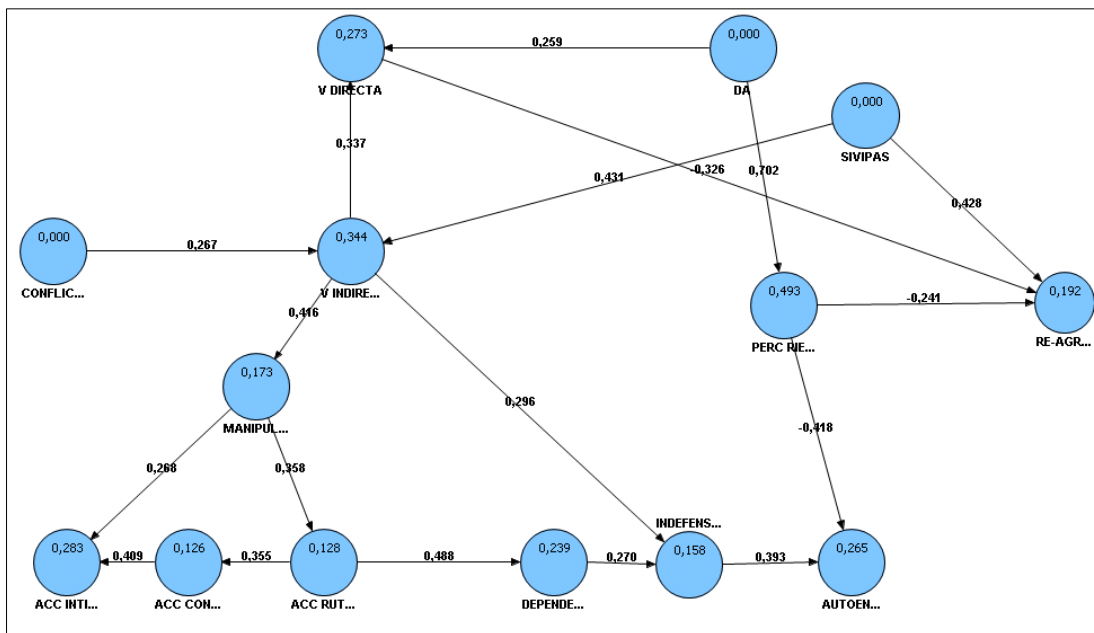 0,273
0,259
0,000
V DIRECTA
DA
0,000
0,337
SIVIPAS
-0,326
0,702
0,431
0,428
0,000
0,267
0,344
CONFLIC...
V INDIRE...
0,493
-0,241
0,192
0,416
PERC RIE...
RE-AGR...
0,173
0,296
MANIPUL...
-0,418
0,268
0,358
INDEFENS...
0,283
0,409
0,126
0,355
0,128
0,488
0,239
0,270
0,158
0,393
0,265
ACC INTI...
ACC CON...
ACC RUT...
DEPENDE...
AUTOEN...